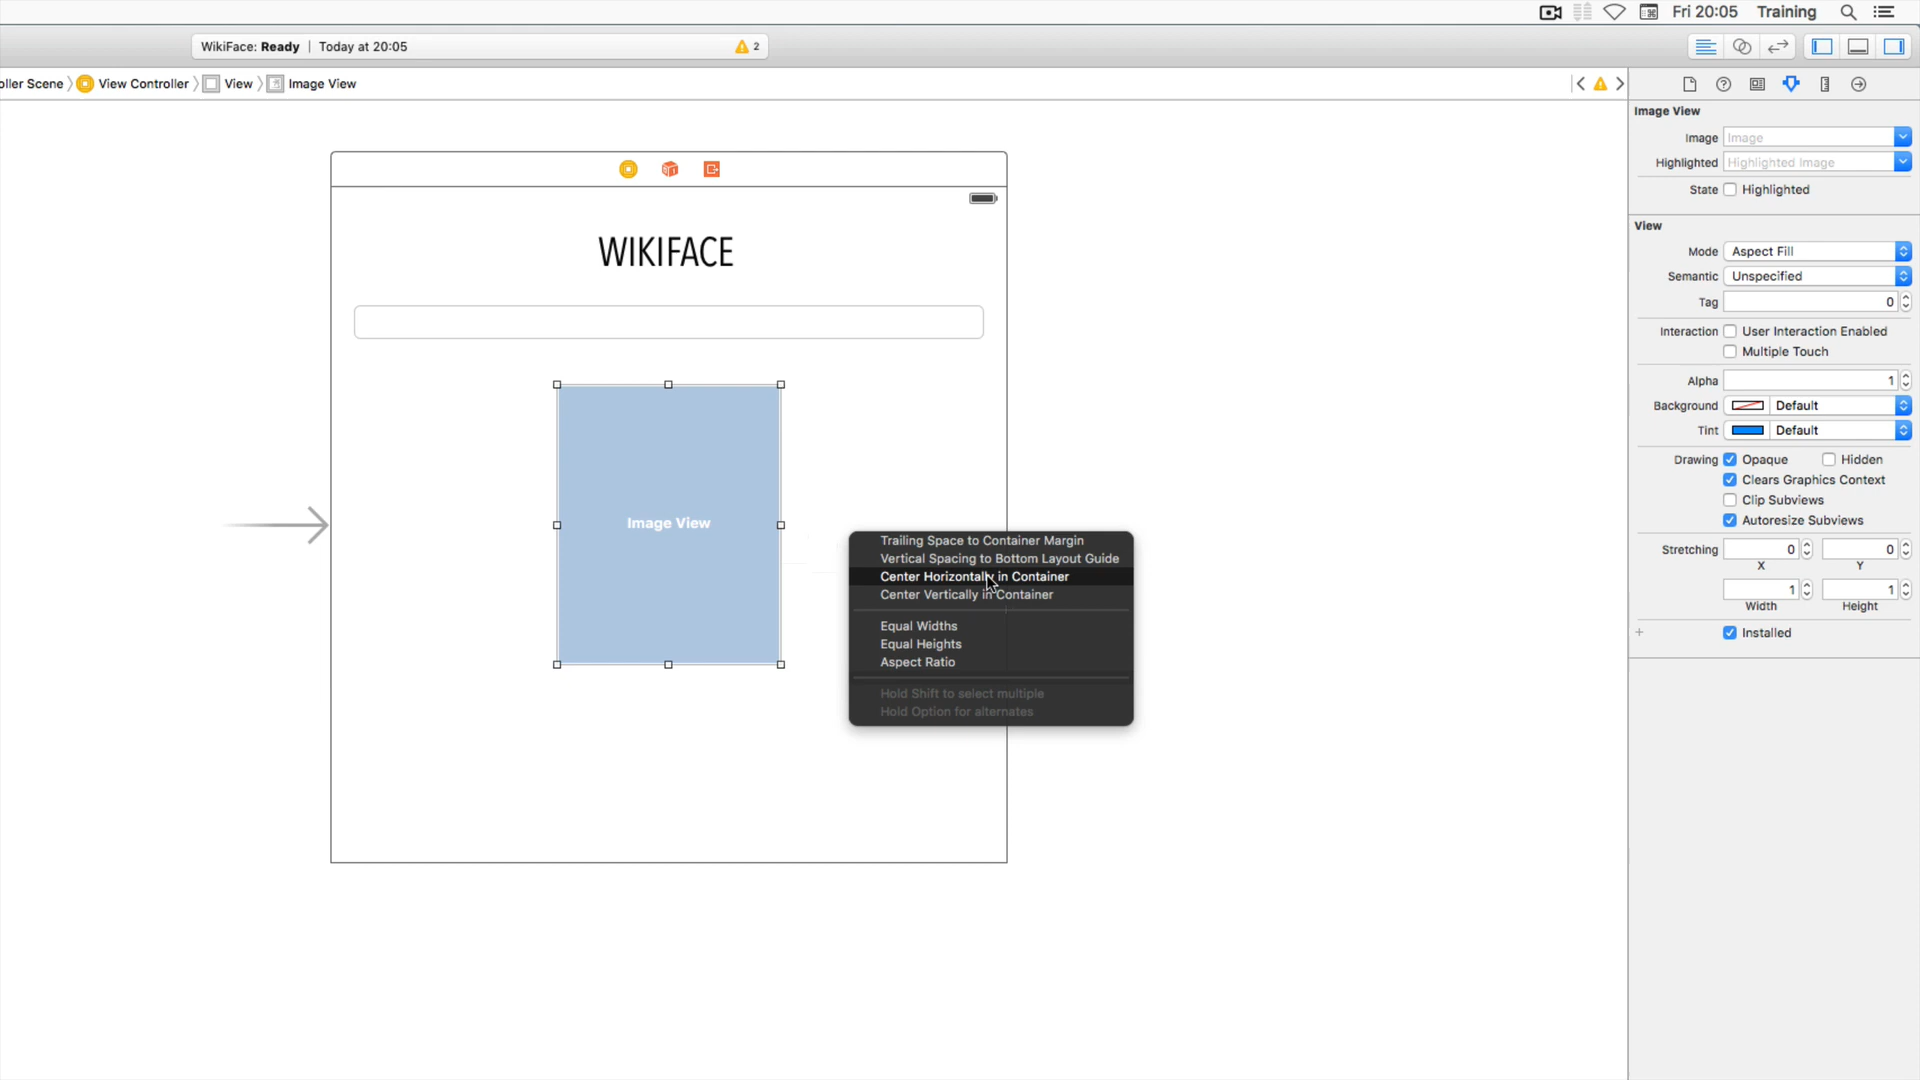 Fri 20:05 Training
WikiFace: Ready | Today at 20:05 2
oller Scene View Controller View Image View
Image View
Image Image
Highlighted Highlighted Image
State Highlighted
View
Mode Aspect Fill
Semantic Unspecified
Tag 0
Interaction User Interaction Enabled
Multiple Touch
Alpha 1
Background Default
Tint Default
Drawing Opaque Hidden
Clears Graphics Context
Clip Subviews
Autoresize Subviews
Stretching 0 0
X Y
1 1
Width Height
+ Installed
WIKIFACE
Image View
Trailing Space to Container Margin
Vertical Spacing to Bottom Layout Guide
Center Horizontally in Container
Center Vertically in Container
Equal Widths
Equal Heights
Aspect Ratio
Hold Shift to select multiple
Hold Option for alternates